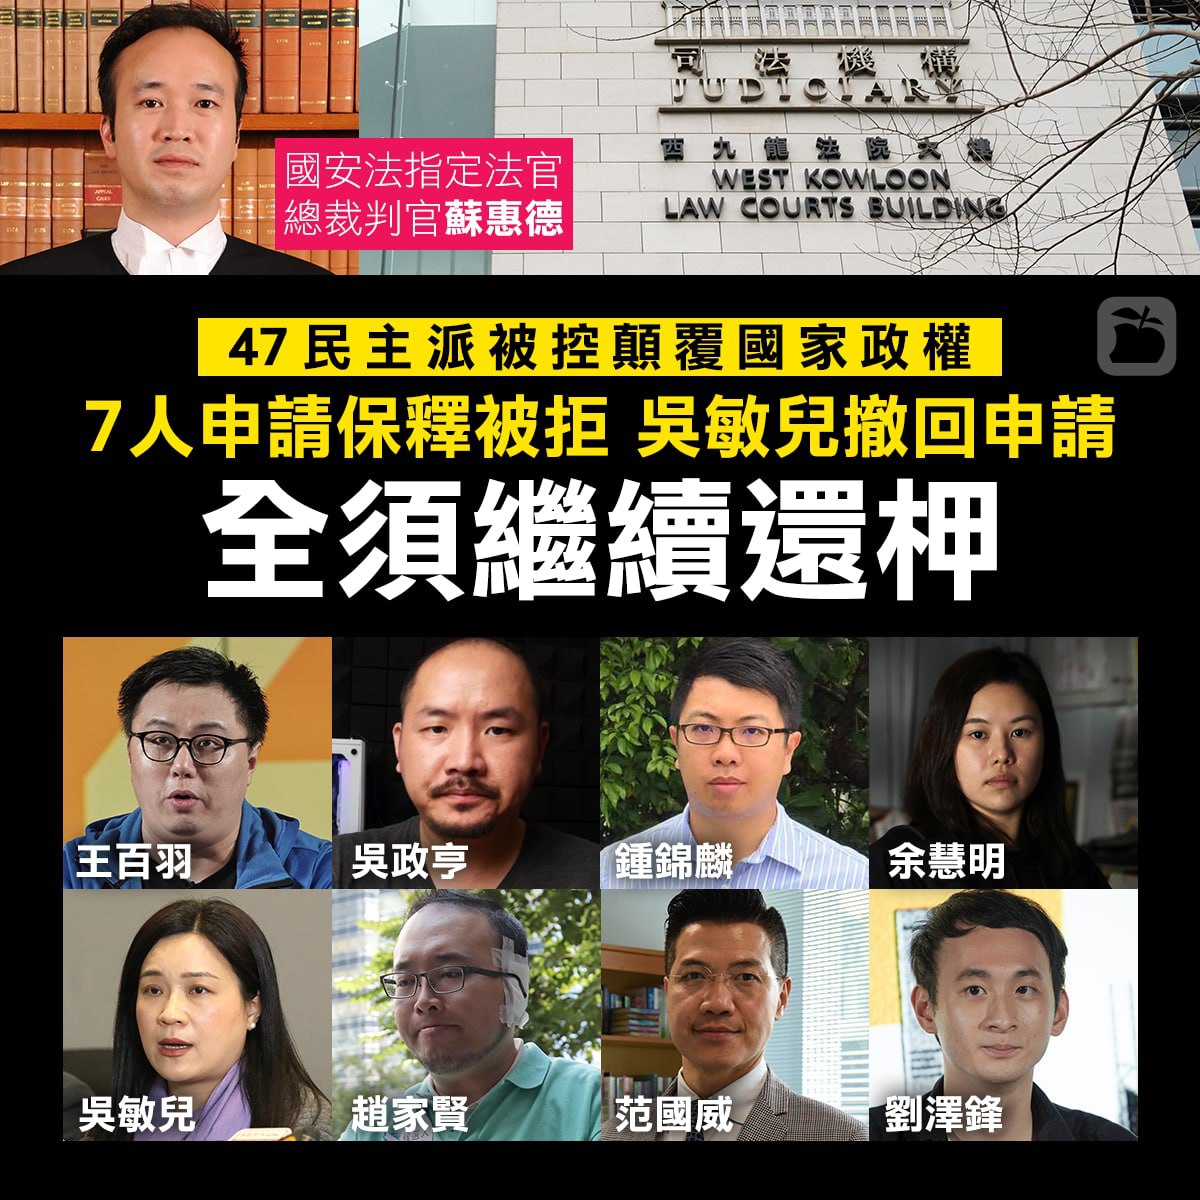 國安法指定法官
總裁判官蘇惠德
司法機構
JUDICIARY
西九龍法院大樓
WEST KOWLOON
LAW COURTS BUILDING
47民主派被控顛覆國家政權
7人申請保釋被拒 吳敏兒撤回申請
全須繼續還柙
王百羽
吳政亨
鍾錦麟
余慧明
吳敏兒
趙家賢
范國威
劉澤鋒